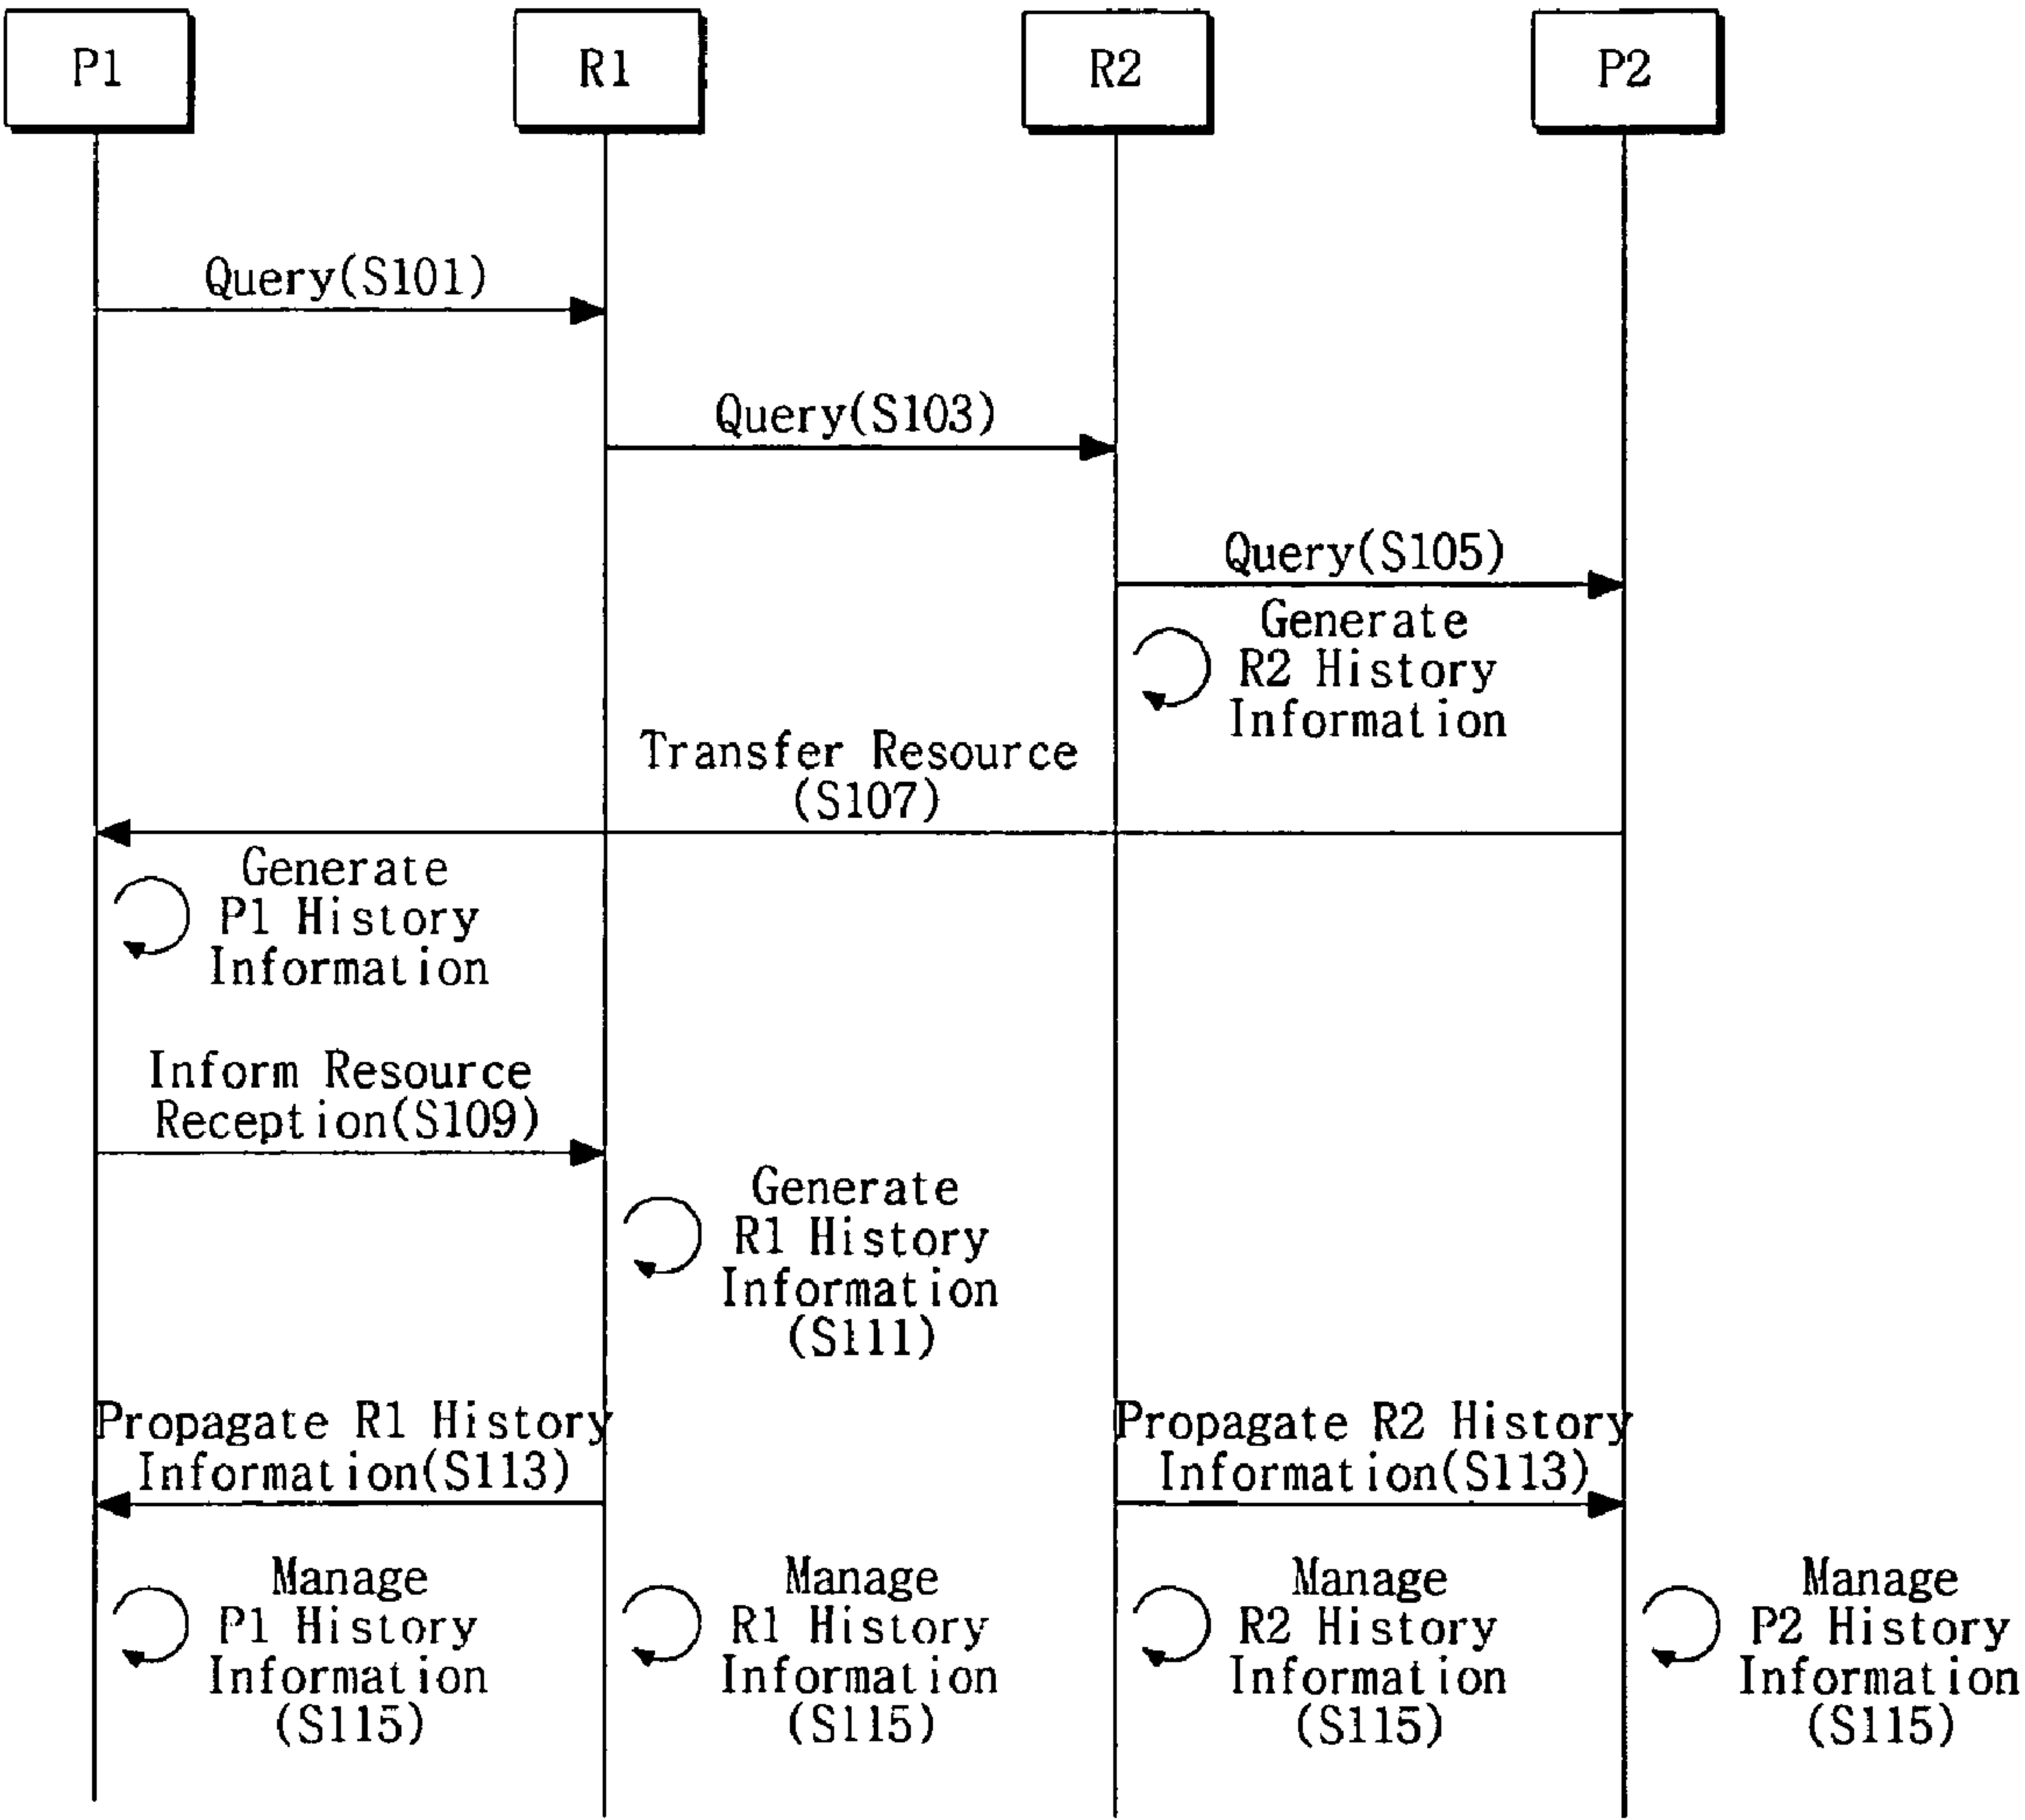 P1
R1
R2
P2
Query(S101)
Query(S103)
Query(S105)
Generate
R2 History
Information
Transfer Resource
(S107)
Generate
P1 History
Information
Inform Resource
Reception(S109)
Generate
R1 History
Information
(S111)
Propagate R1 History
Information(S113)
Propagate R2 History
Information(S113)
Manage
P1 History
Information
(S115)
Manage
R1 History
Information
(S115)
Manage
R2 History
Information
(S115)
Manage
P2 History
Information
(S115)